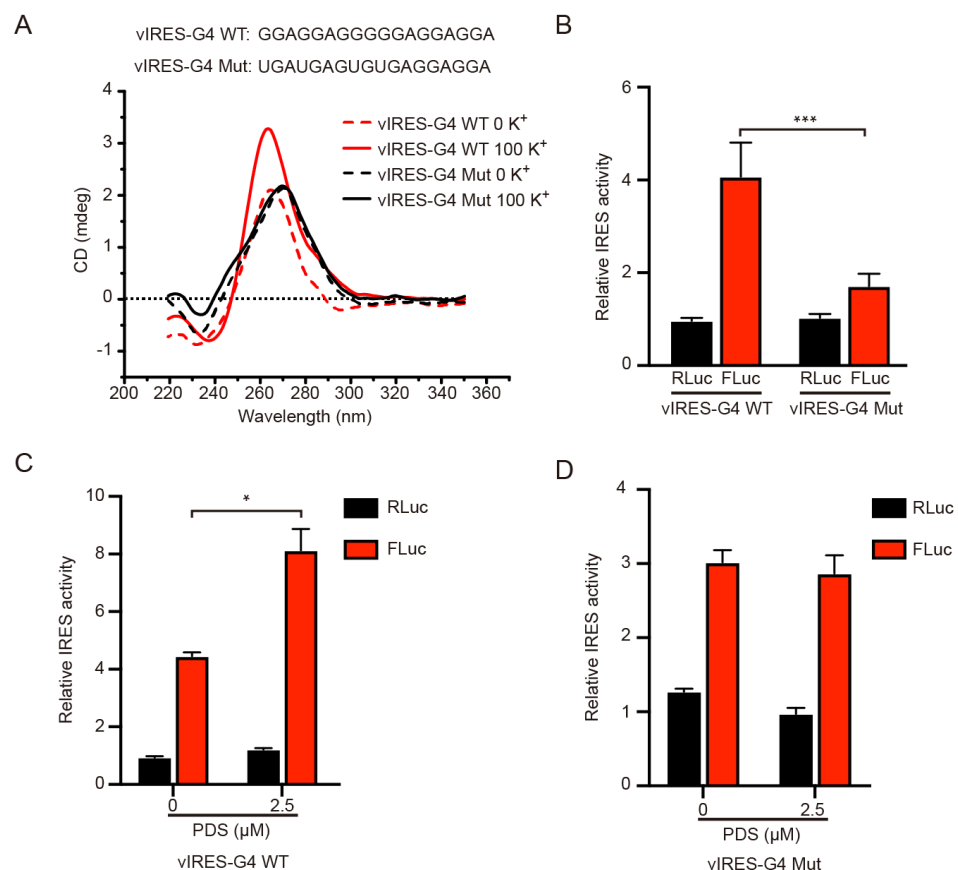 A
vIRES-G4 WT: GGAGGAGGGGGAGGAGGA
vIRES-G4 Mut: UGAUGAGUGUGAGGAGGA
4
3
2
1
0
-1
CD (mdeg)
vIRES-G4 WT 0 K+
vIRES-G4 WT 100 K+
vIRES-G4 Mut 0 K+
vIRES-G4 Mut 100 K+
200 220 240 260 280 300 320 340 360
Wavelength (nm)
B
6
4
2
0
Relative IRES activity
***
RLuc FLuc RLuc FLuc
vIRES-G4 WT vIRES-G4 Mut
C
10
8
6
4
2
0
Relative IRES activity
*
RLuc
FLuc
0 2.5
PDS (μM)
vIRES-G4 WT
D
4
3
2
1
0
Relative IRES activity
RLuc
FLuc
0 2.5
PDS (μM)
vIRES-G4 Mut